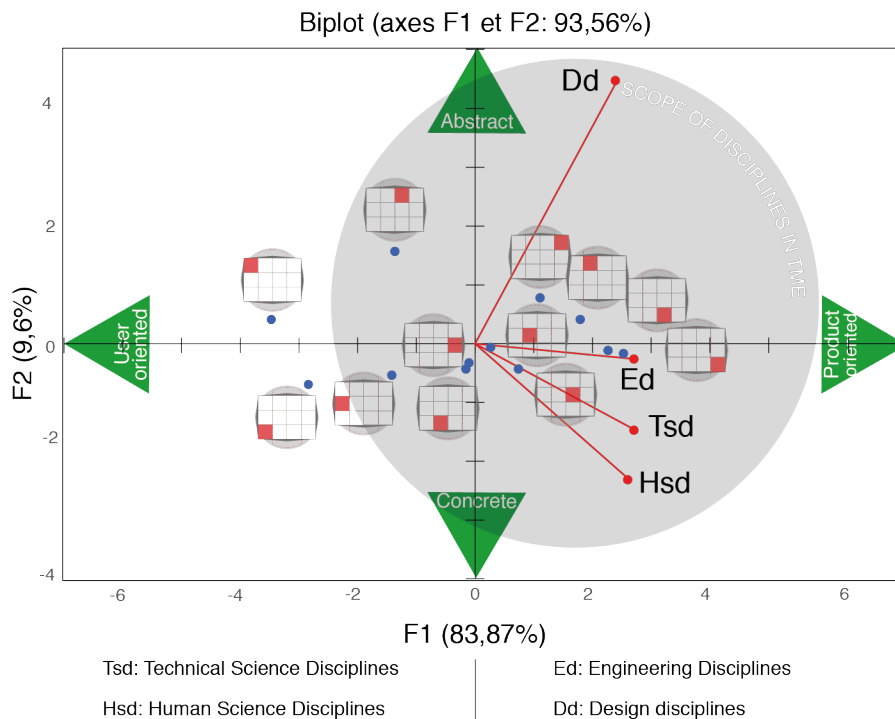 Biplot (axes F1 et F2: 93,56%)
Dd
SCOPE OF DISCIPLINES IN TME
Abstract
4
2
0
-2
-4
F2 (9,6%)
User
oriented
Product
oriented
Ed
Tsd
Hsd
Concrete
-6
-4
-2
0
2
4
6
F1 (83,87%)
Tsd: Technical Science Disciplines
Ed: Engineering Disciplines
Hsd: Human Science Disciplines
Dd: Design disciplines